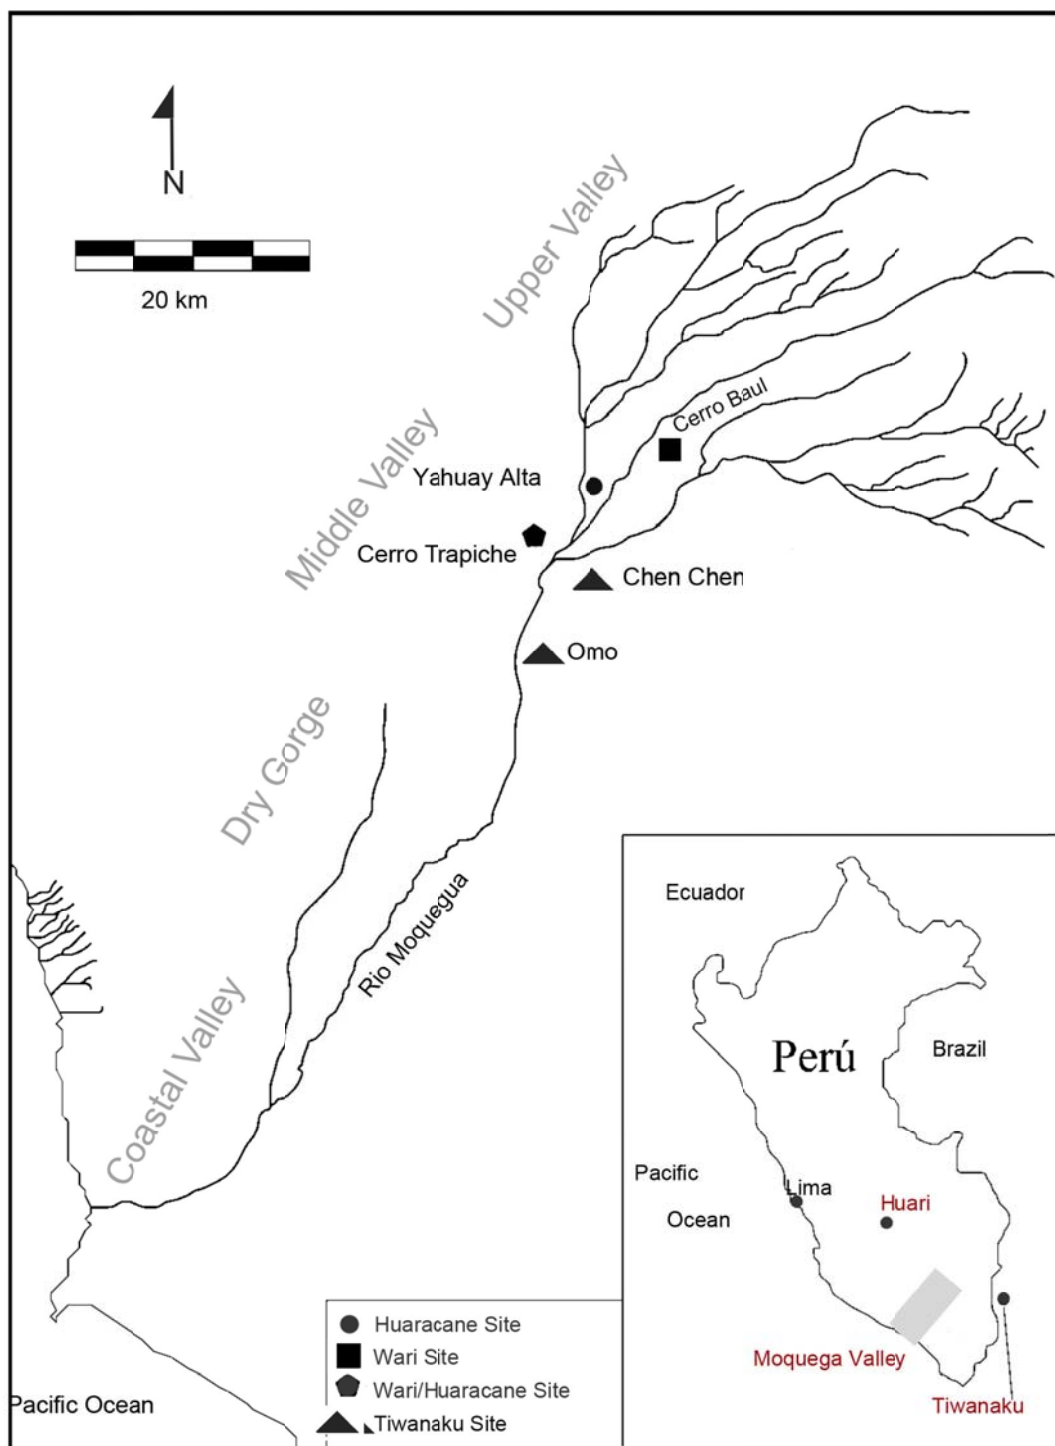 N
20 km
Upper Valley
Middle Valley
Dry Gorge
Coastal Valley
Cerro Baul
Yahuay Alta
Cerro Trapiche
Chen Chen
Omo
Rio Moquegua
Pacific Ocean
Huaracane Site
Wari Site
Wari/Huaracane Site
Tiwanaku Site
Ecuador
Perú
Brazil
Pacific
Ocean
Lima
Huari
Moquega Valley
Tiwanaku